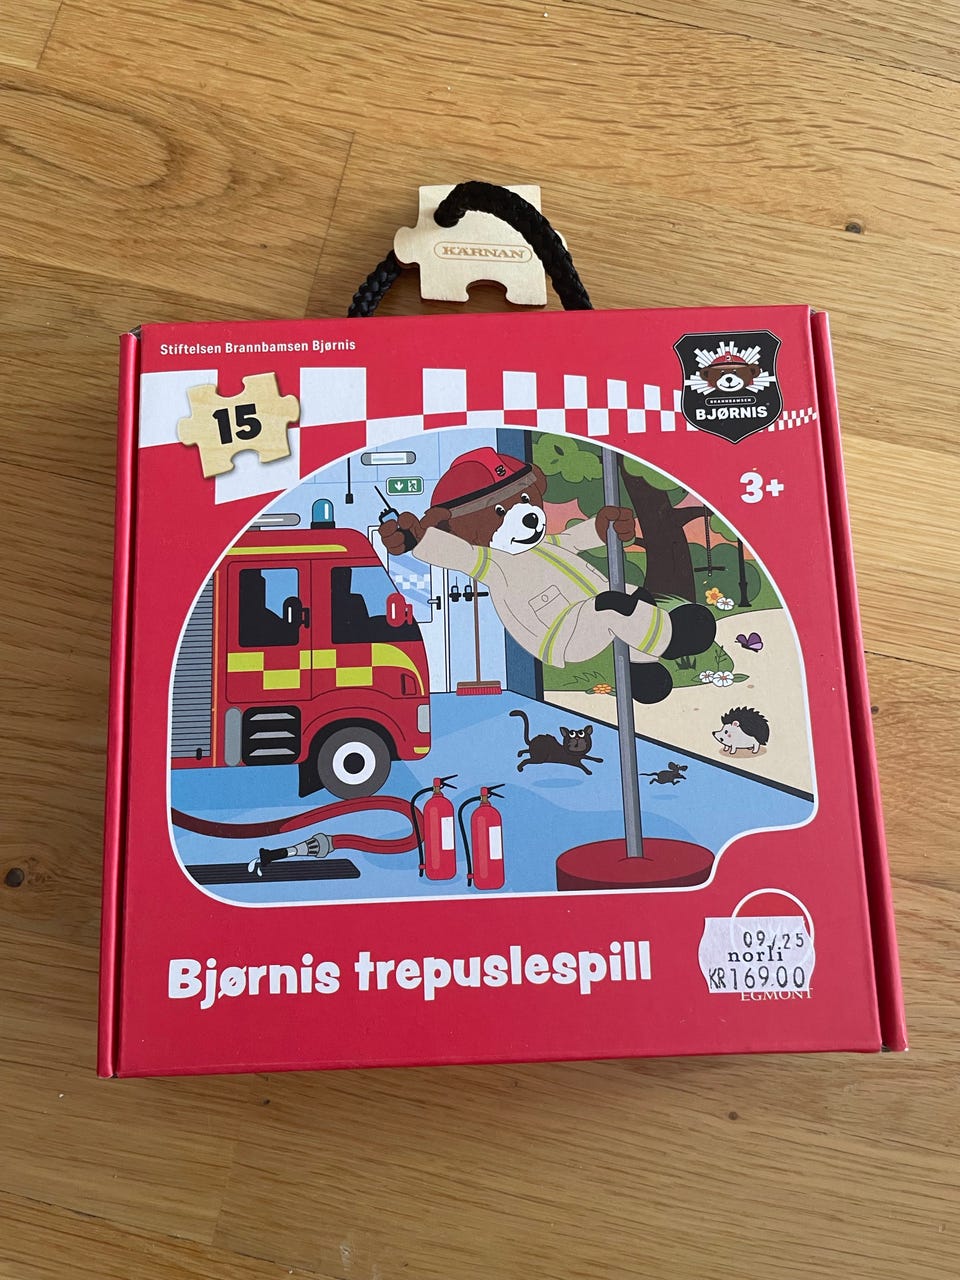 KÄRNAN
Stiftelsen Brannbamsen Bjørnis
15
BRANNBAMSEN
BJØRNIS
3+
Bjørnis trepuslespill
09/.25
norli
KR169.00
EGMONT